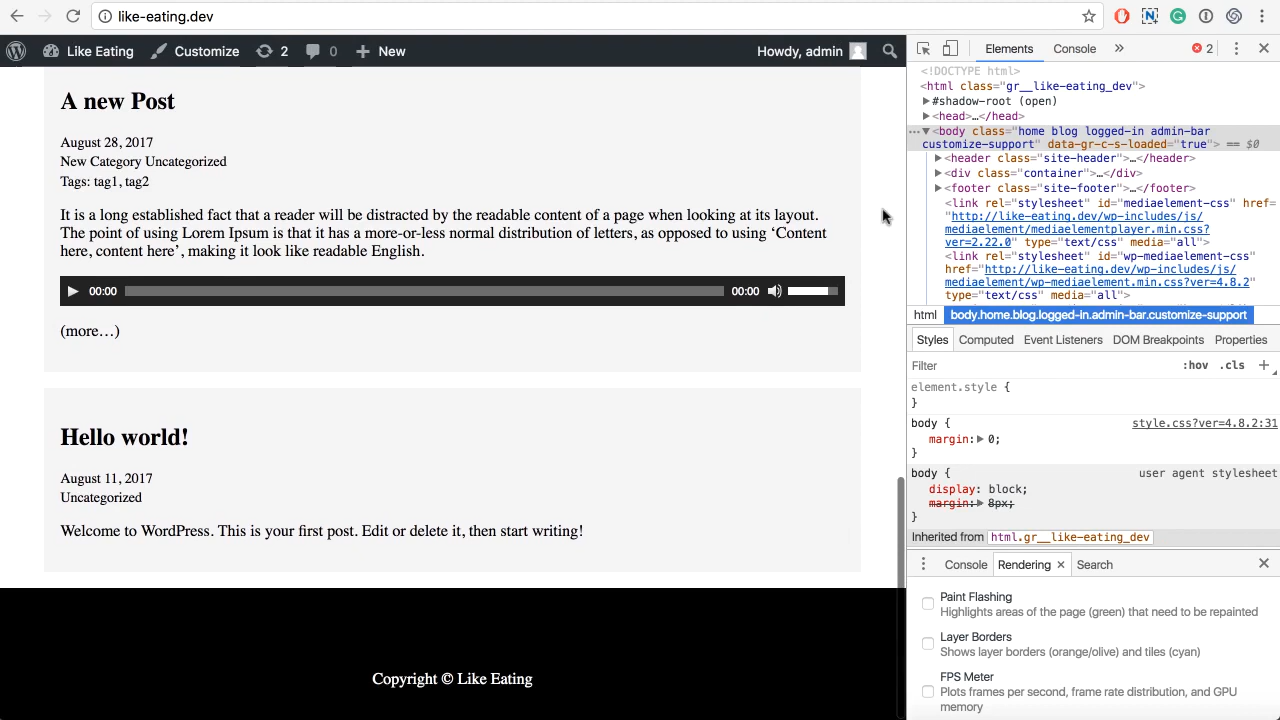 like-eating.dev
Like Eating Customize 2 0 New Howdy, admin
A new Post
August 28, 2017
New Category Uncategorized
Tags: tag1, tag2
It is a long established fact that a reader will be distracted by the readable content of a page when looking at its layout.
The point of using Lorem Ipsum is that it has a more-or-less normal distribution of letters, as opposed to using ‘Content
here, content here’, making it look like readable English.
00:00 00:00
(more…)
Hello world!
August 11, 2017
Uncategorized
Welcome to WordPress. This is your first post. Edit or delete it, then start writing!
Copyright © Like Eating
Elements Console » 2
<!DOCTYPE html>
<html class="gr__like-eating_dev">
▶#shadow-root (open)
▶<head>…</head>
…▼<body class="home blog logged-in admin-bar
customize-support" data-gr-c-s-loaded="true"> == $0
▶<header class="site-header">…</header>
▶<div class="container">…</div>
▶<footer class="site-footer">…</footer>
<link rel="stylesheet" id="mediaelement-css" href=
"http://like-eating.dev/wp-includes/js/
mediaelement/mediaelementplayer.min.css?
ver=2.22.0" type="text/css" media="all">
<link rel="stylesheet" id="wp-mediaelement-css"
href="http://like-eating.dev/wp-includes/js/
mediaelement/wp-mediaelement.min.css?ver=4.8.2"
type="text/css" media="all">
html body.home.blog.logged-in.admin-bar.customize-support
Styles Computed Event Listeners DOM Breakpoints Properties
Filter :hov .cls +
element.style {
}
body { style.css?ver=4.8.2:31
margin:▶ 0;
}
body { user agent stylesheet
display: block;
margin:▶ 8px;
}
Inherited from html.gr__like-eating_dev
Console Rendering × Search
Paint Flashing
Highlights areas of the page (green) that need to be repainted
Layer Borders
Shows layer borders (orange/olive) and tiles (cyan)
FPS Meter
Plots frames per second, frame rate distribution, and GPU
memory